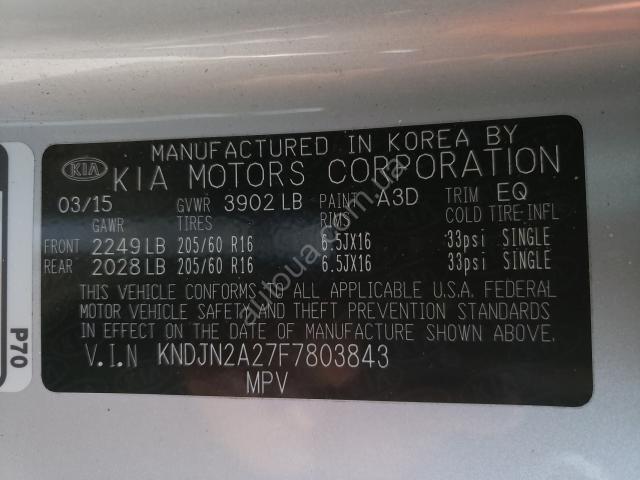 MANUFACTURED IN KOREA BY
KIA KIA MOTORS CORPORATION
03/15 GVWR 3902 LB PAINT A3D TRIM EQ
GAWR TIRES RIMS COLD TIRE INFL
FRONT 2249 LB 205/60 R16 6.5JX16 33psi SINGLE
REAR 2028 LB 205/60 R16 6.5JX16 33psi SINGLE
THIS VEHICLE CONFORMS TO ALL APPLICABLE U.S.A. FEDERAL
MOTOR VEHICLE SAFETY AND THEFT PREVENTION STANDARDS
IN EFFECT ON THE DATE OF MANUFACTURE SHOWN ABOVE.
V.I.N KNDJN2A27F7803843
MPV
P70
autoua.com.ua